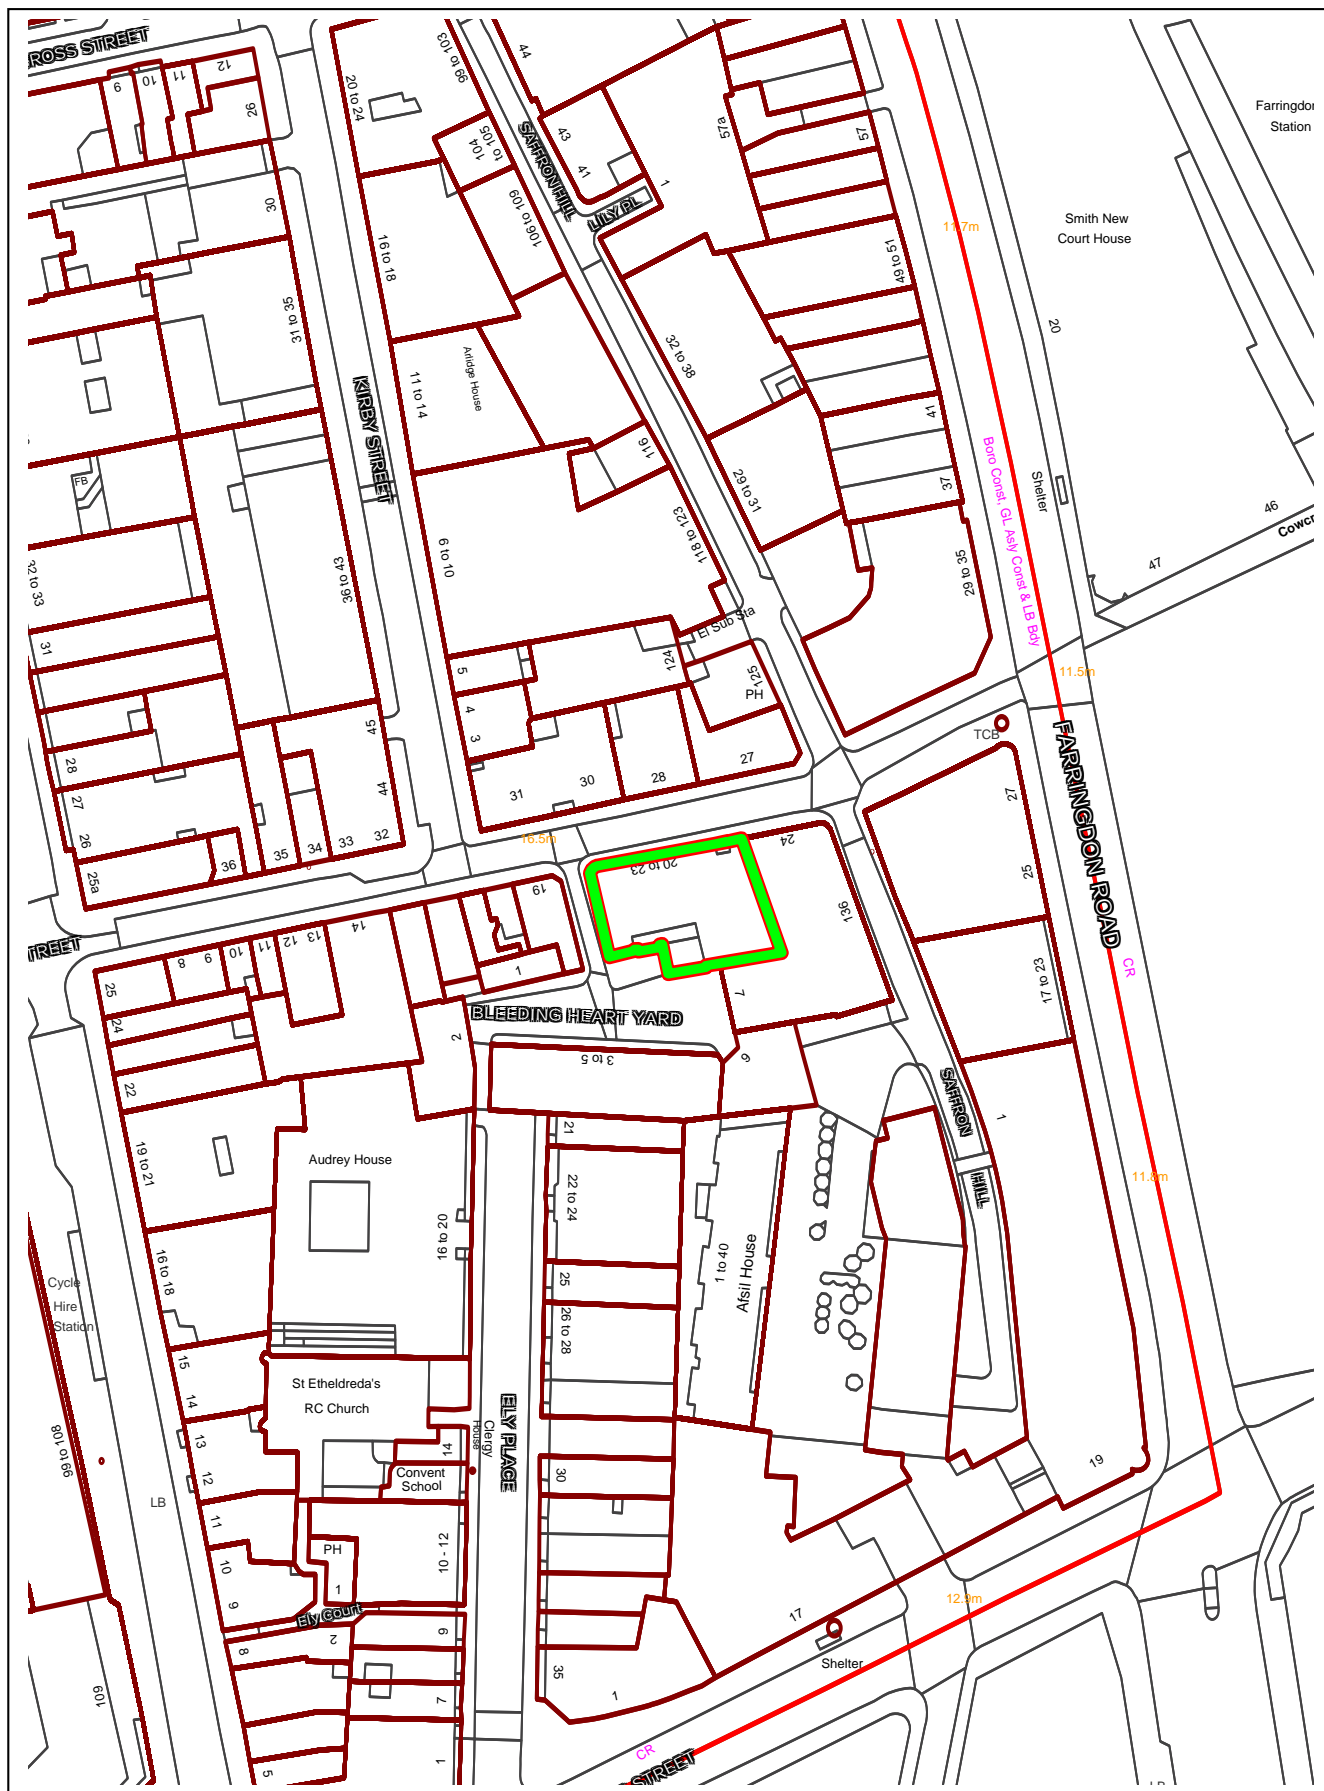 ROSS STREET
9
10
11
12
26
20 to 24
99 to 103
44
43
41
104
to 105
SAFFRON HILL
LILY PL
1
57a
57
Farringdon
Station
30
16 to 18
106 to 109
11.7m
49 to 51
Smith New
Court House
20
31 to 35
KIRBY STREET
11 to 14
Arlidge House
32 to 38
41
116
29 to 31
37
Boro Const, GL Asly Const & LB Bdy
Shelter
46
Cowcr
47
FB
32 to 33
36 to 43
6 to 10
118 to 123
29 to 35
El Sub Sta
31
5
124
125
PH
11.5m
4
3
45
28
27
26
25a
44
31
30
28
27
TCB
FARRINGDON ROAD
36
35
34
33
32
16.5m
20 to 23
24
27
25
136
TREET
8
9
10
11
12
13
14
19
1
17 to 23
CR
25
24
22
2
BLEEDING HEART YARD
7
3 to 5
6
SAFFRON
HILL
1
19 to 21
Audrey House
21
22 to 24
16 to 20
1 to 40
Afsil House
11.8m
16 to 18
25
26 to 28
Cycle
Hire
Station
15
14
St Etheldreda's
RC Church
ELY PLACE
Clergy
House
14
Convent
School
99 to 108
13
12
30
19
LB
11
10
9
PH
1
10 - 12
Ely Court
8
2
9
7
35
1
17
12.9m
Shelter
109
5
1
CR
STREET